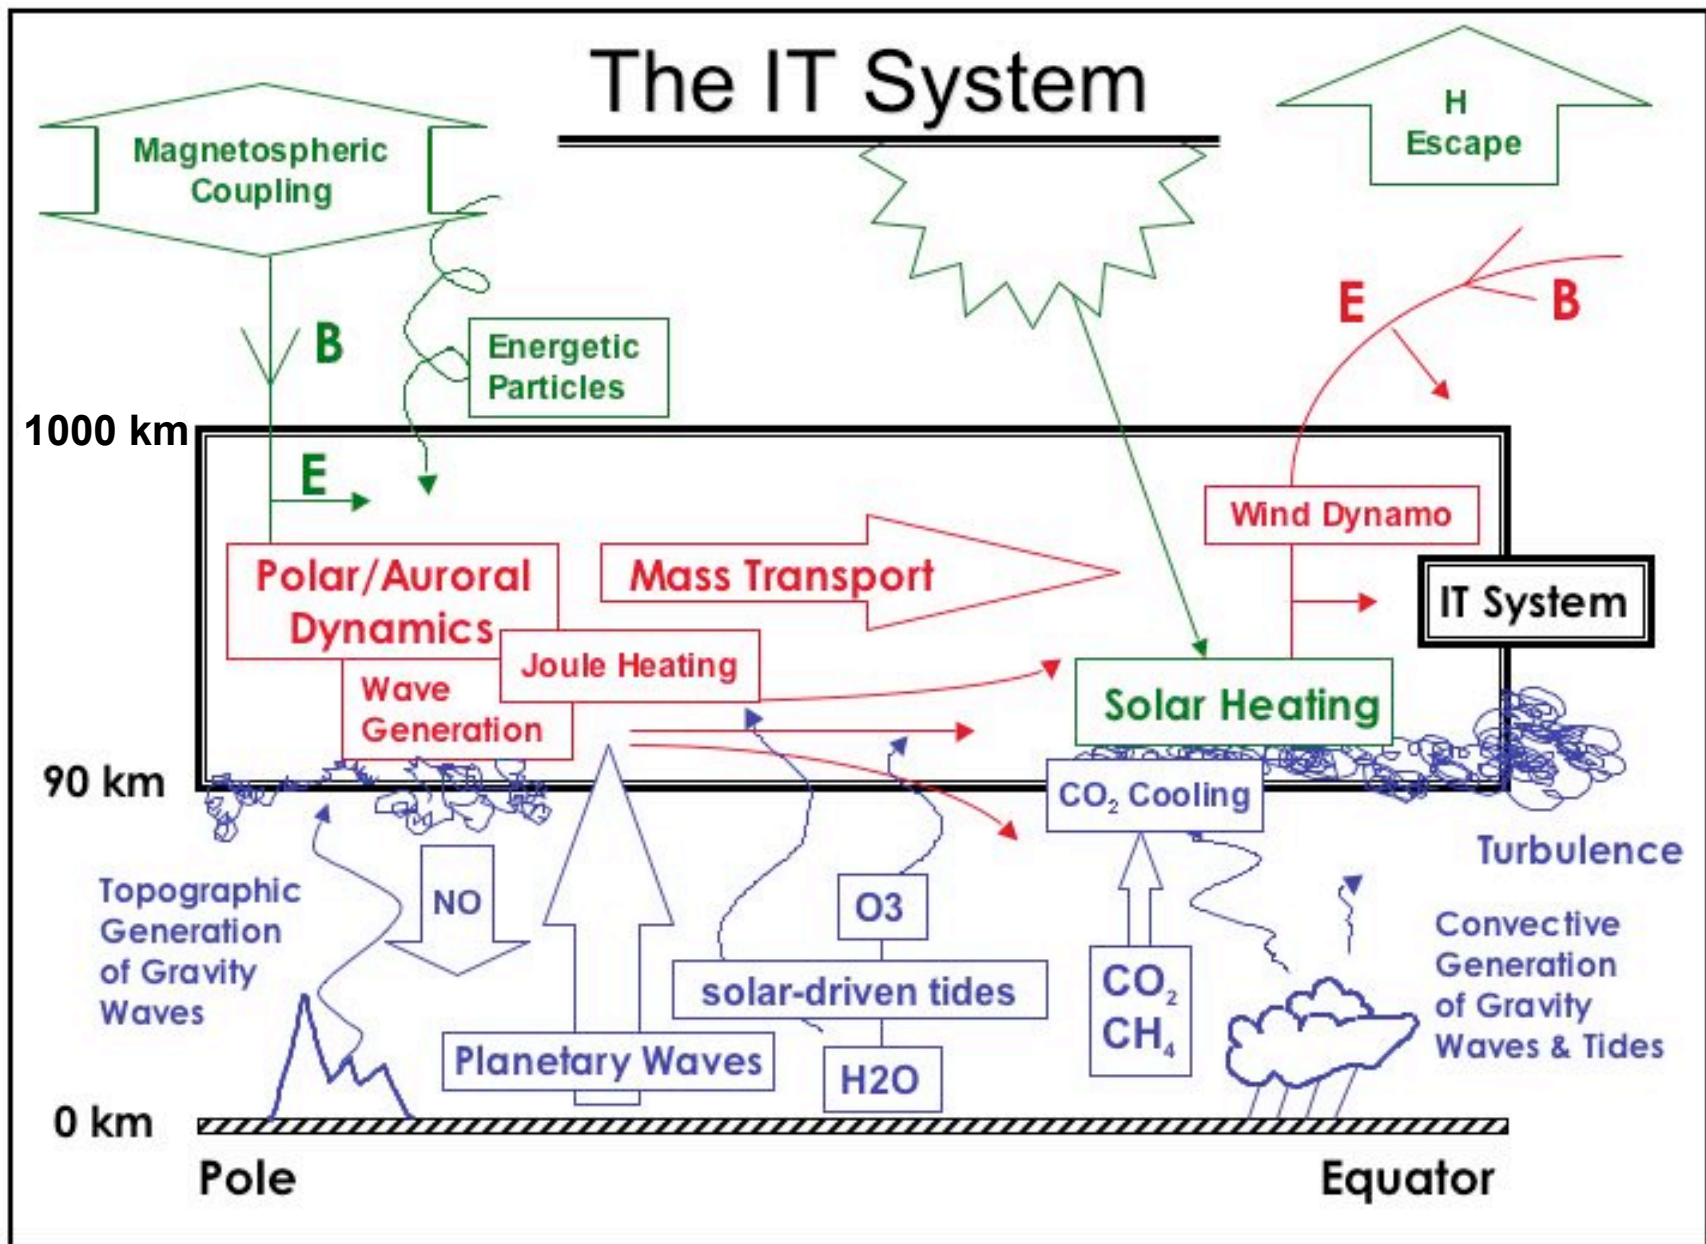 The IT System
H
Escape
Magnetospheric
Coupling
B
Energetic
Particles
E
B
1000 km
E
Wind Dynamo
Polar/Auroral
Dynamics
Mass Transport
IT System
Joule Heating
Wave
Generation
Solar Heating
90 km
CO₂ Cooling
Turbulence
Topographic
Generation
of Gravity
Waves
NO
O3
Convective
Generation
of Gravity
Waves & Tides
solar-driven tides
CO₂
CH₄
Planetary Waves
H2O
0 km
Pole
Equator